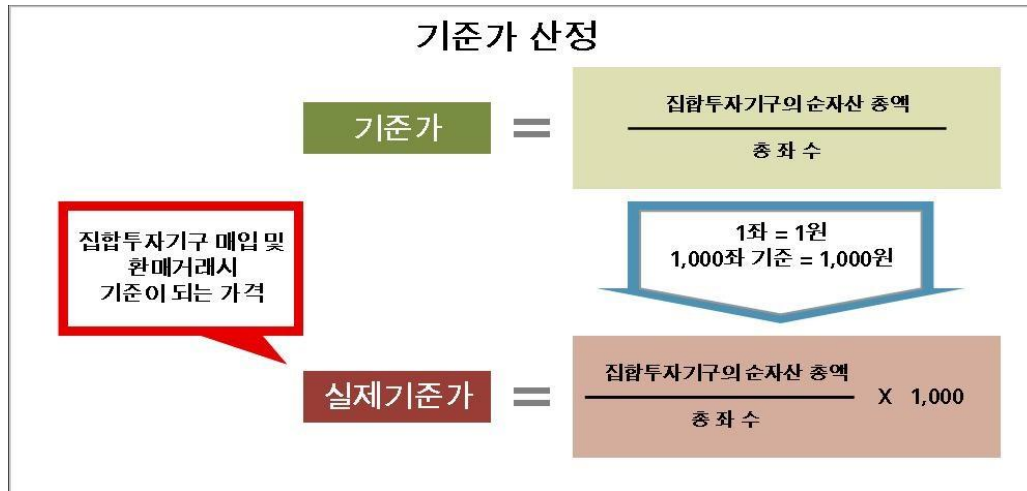 기준가 산정
기준가
=
집합투자기구의 순자산 총액
총 좌 수
집합투자기구 매입 및
환매거래시
기준이 되는 가격
1좌 = 1원
1,000좌 기준 = 1,000원
실제기준가
=
집합투자기구의 순자산 총액
총 좌 수
X 1,000